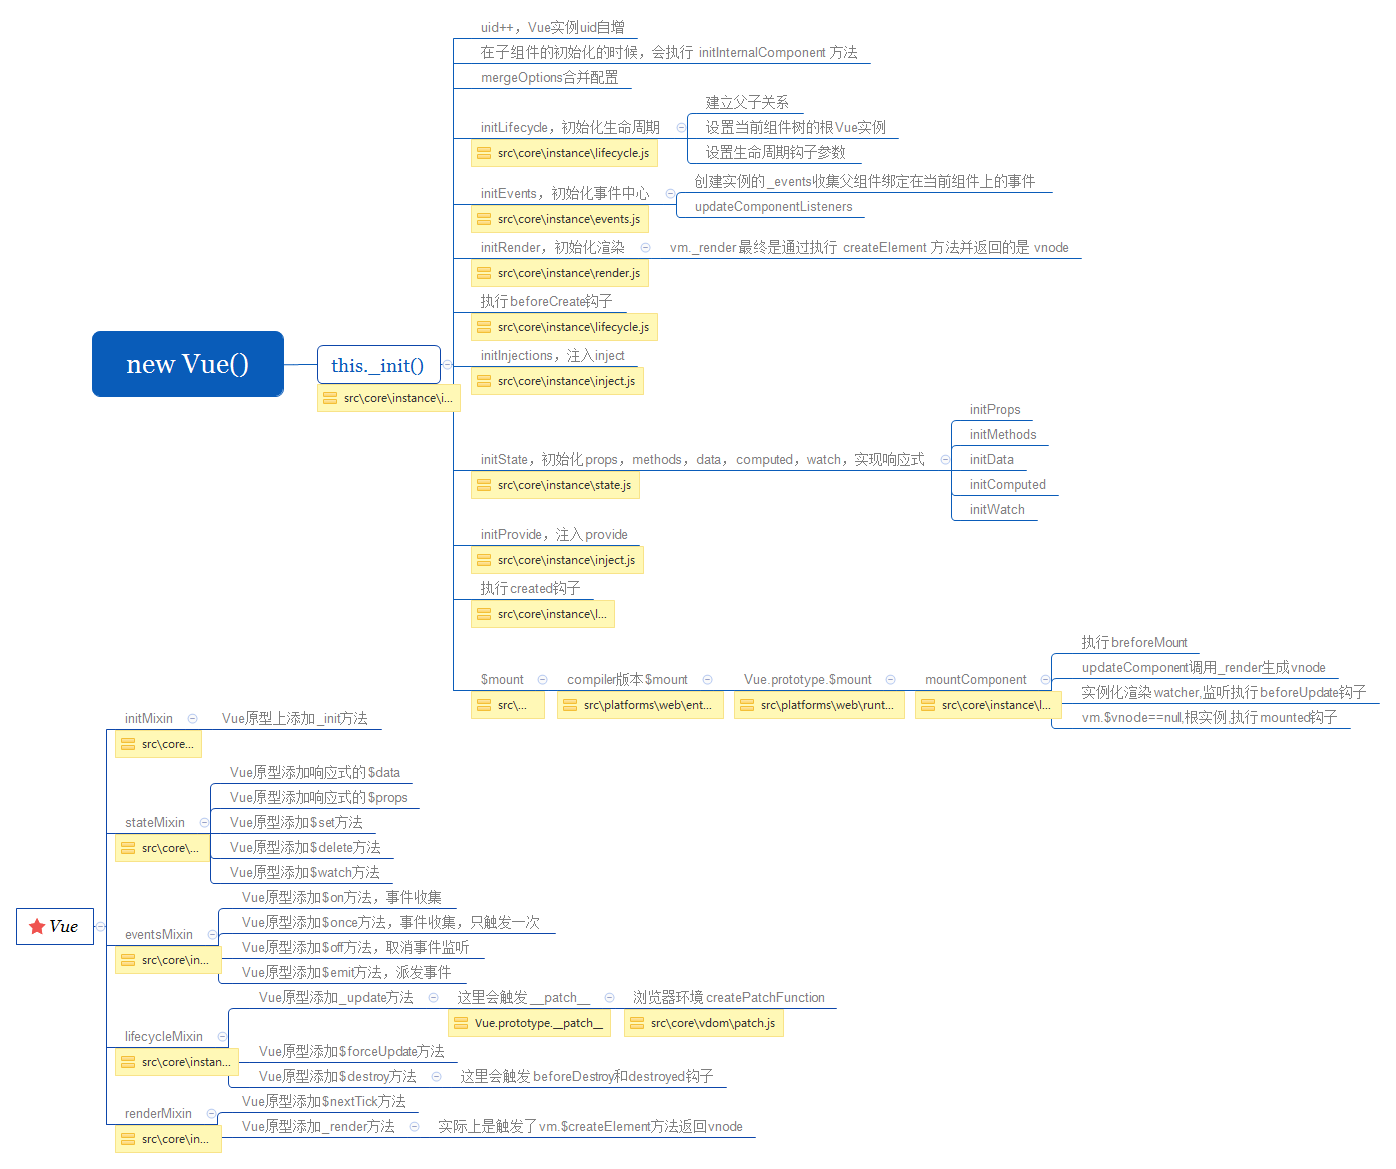 uid++，Vue实例uid自增
在子组件的初始化的时候，会执行 initInternalComponent 方法
mergeOptions合并配置
initLifecycle，初始化生命周期
src\core\instance\lifecycle.js
建立父子关系
设置当前组件树的根Vue实例
设置生命周期钩子参数
initEvents，初始化事件中心
src\core\instance\events.js
创建实例的_events收集父组件绑定在当前组件上的事件
updateComponentListeners
initRender，初始化渲染
src\core\instance\render.js
vm._render 最终是通过执行 createElement 方法并返回的是 vnode
执行beforeCreate钩子
src\core\instance\lifecycle.js
new Vue()
this._init()
src\core\instance\i...
initInjections，注入inject
src\core\instance\inject.js
initState，初始化props，methods，data，computed，watch，实现响应式
src\core\instance\state.js
initProps
initMethods
initData
initComputed
initWatch
initProvide，注入provide
src\core\instance\inject.js
执行created钩子
src\core\instance\l...
$mount
src\...
compiler版本$mount
src\platforms\web\ent...
Vue.prototype.$mount
src\platforms\web\runt...
mountComponent
src\core\instance\l...
执行breforeMount
updateComponent调用_render生成vnode
实例化渲染watcher,监听执行beforeUpdate钩子
vm.$vnode==null,根实例,执行mounted钩子
Vue
initMixin
src\core...
Vue原型上添加_init方法
stateMixin
src\core\...
Vue原型添加响应式的$data
Vue原型添加响应式的$props
Vue原型添加$set方法
Vue原型添加$delete方法
Vue原型添加$watch方法
eventsMixin
src\core\in...
Vue原型添加$on方法，事件收集
Vue原型添加$once方法，事件收集，只触发一次
Vue原型添加$off方法，取消事件监听
Vue原型添加$emit方法，派发事件
lifecycleMixin
src\core\instan...
Vue原型添加_update方法
这里会触发__patch__
Vue.prototype.__patch__
浏览器环境createPatchFunction
src\core\vdom\patch.js
Vue原型添加$forceUpdate方法
Vue原型添加$destroy方法
这里会触发beforeDestroy和destroyed钩子
renderMixin
src\core\in...
Vue原型添加$nextTick方法
Vue原型添加_render方法
实际上是触发了vm.$createElement方法返回vnode